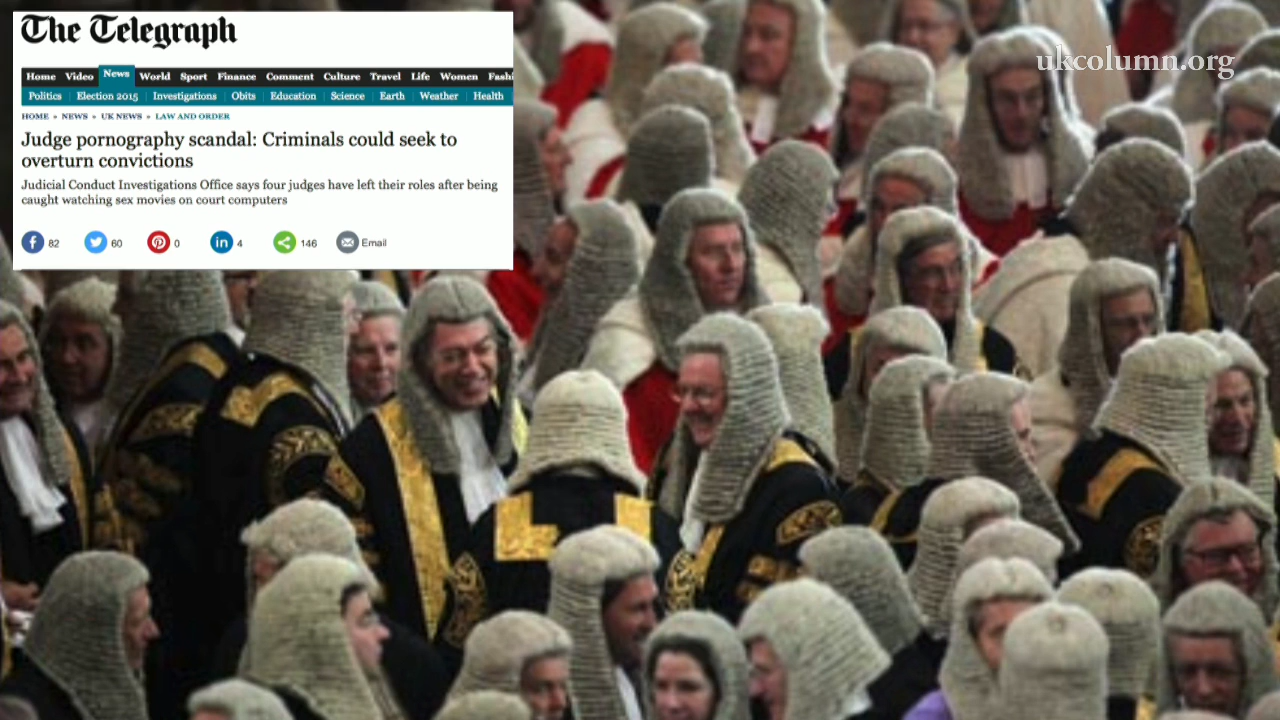 The Telegraph
ukcolumn.org
Home Video News World Sport Finance Comment Culture Travel Life Women Fashi
Politics Election 2015 Investigations Obits Education Science Earth Weather Health
HOME » NEWS » UK NEWS » LAW AND ORDER
Judge pornography scandal: Criminals could seek to
overturn convictions
Judicial Conduct Investigations Office says four judges have left their roles after being
caught watching sex movies on court computers
82 60 0 4 146 Email